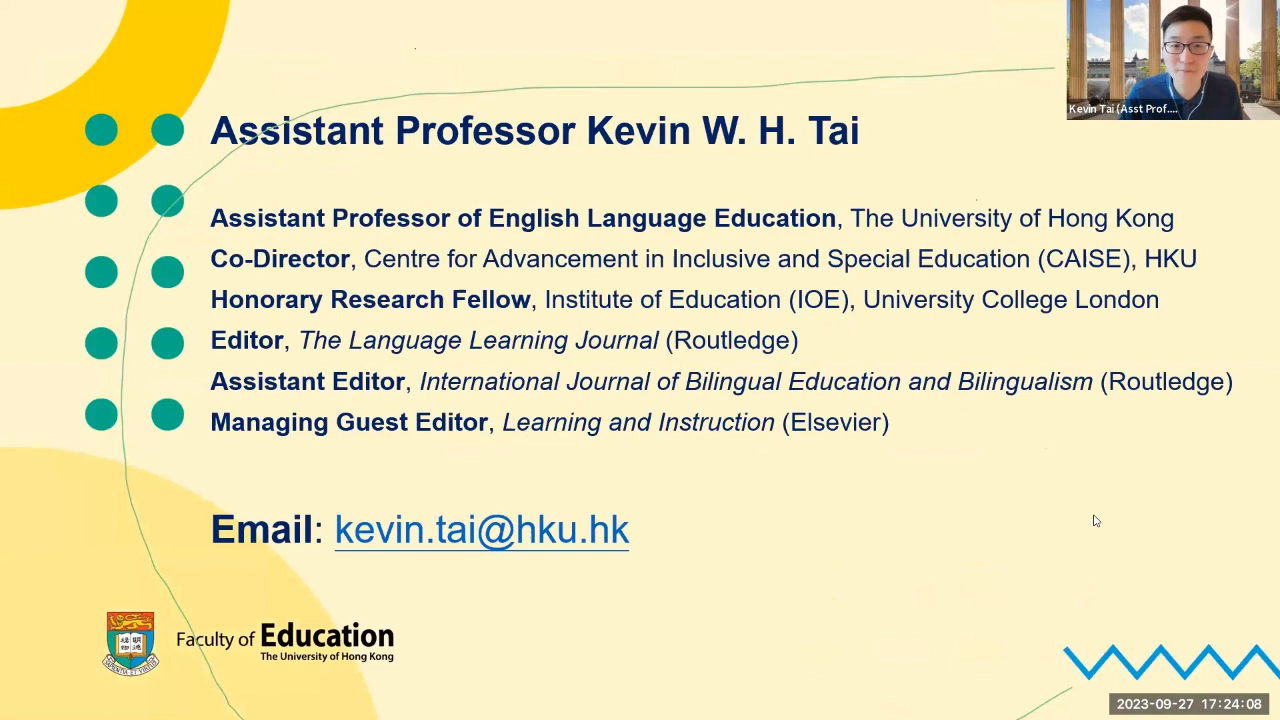 Kevin Tai (Asst Prof....
Assistant Professor Kevin W. H. Tai
Assistant Professor of English Language Education, The University of Hong Kong
Co-Director, Centre for Advancement in Inclusive and Special Education (CAISE), HKU
Honorary Research Fellow, Institute of Education (IOE), University College London
Editor, The Language Learning Journal (Routledge)
Assistant Editor, International Journal of Bilingual Education and Bilingualism (Routledge)
Managing Guest Editor, Learning and Instruction (Elsevier)
Email: kevin.tai@hku.hk
Faculty of Education
The University of Hong Kong
2023-09-27 17:24:08